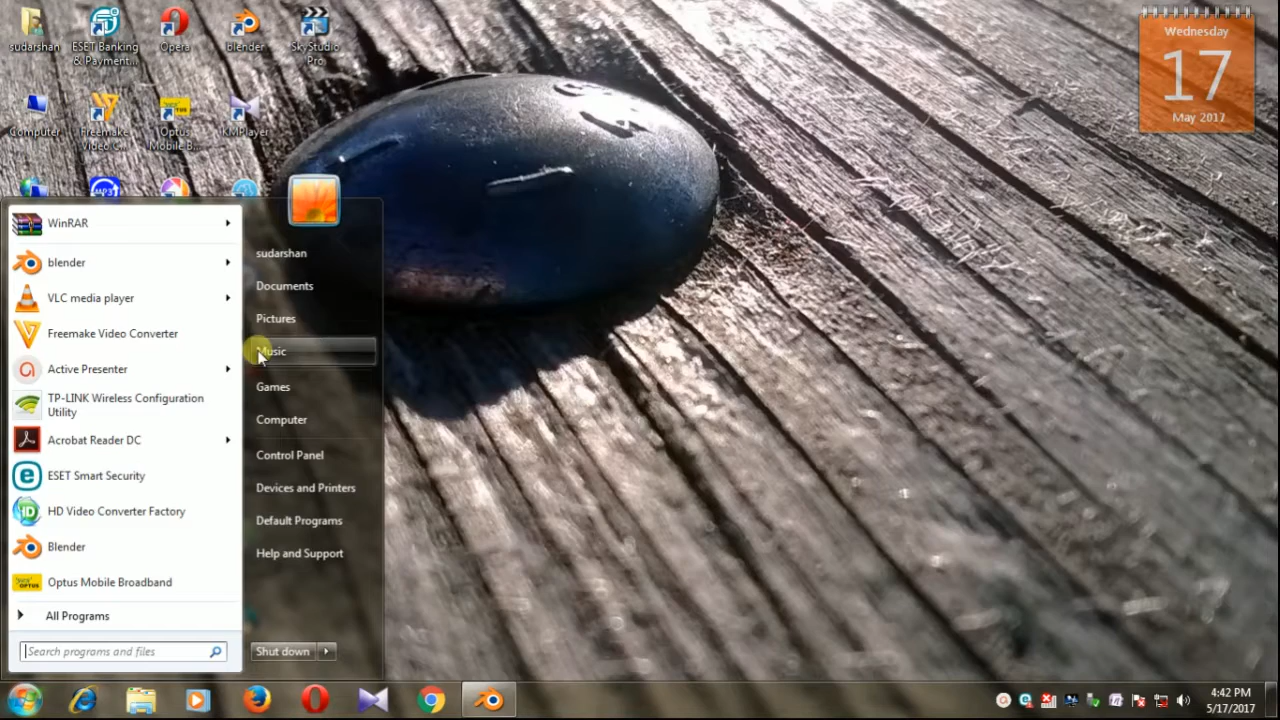 sudarshan
ESET Banking
& Payment...
Opera
blender
SkyStudio
Pro
Computer
Freemake
Video C...
Optus
Mobile B...
KMPlayer
MP3
Wednesday
17
May 2017
WinRAR
blender
VLC media player
Freemake Video Converter
Active Presenter
TP-LINK Wireless Configuration
Utility
Acrobat Reader DC
ESET Smart Security
HD Video Converter Factory
Blender
Optus Mobile Broadband
All Programs
Search programs and files
sudarshan
Documents
Pictures
Music
Games
Computer
Control Panel
Devices and Printers
Default Programs
Help and Support
Shut down
4:42 PM
5/17/2017